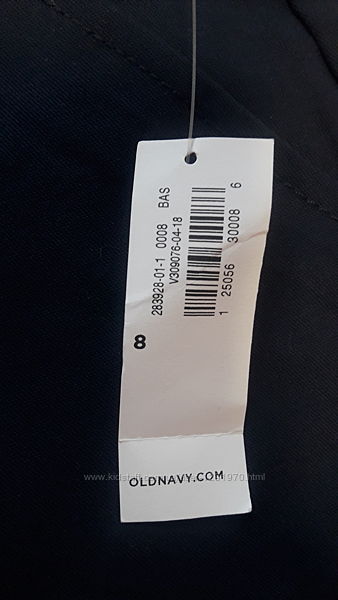 283928-01-1 0008 BAS
V309076-04-18
1 25056 30008 6
8
OLDNAVY.COM